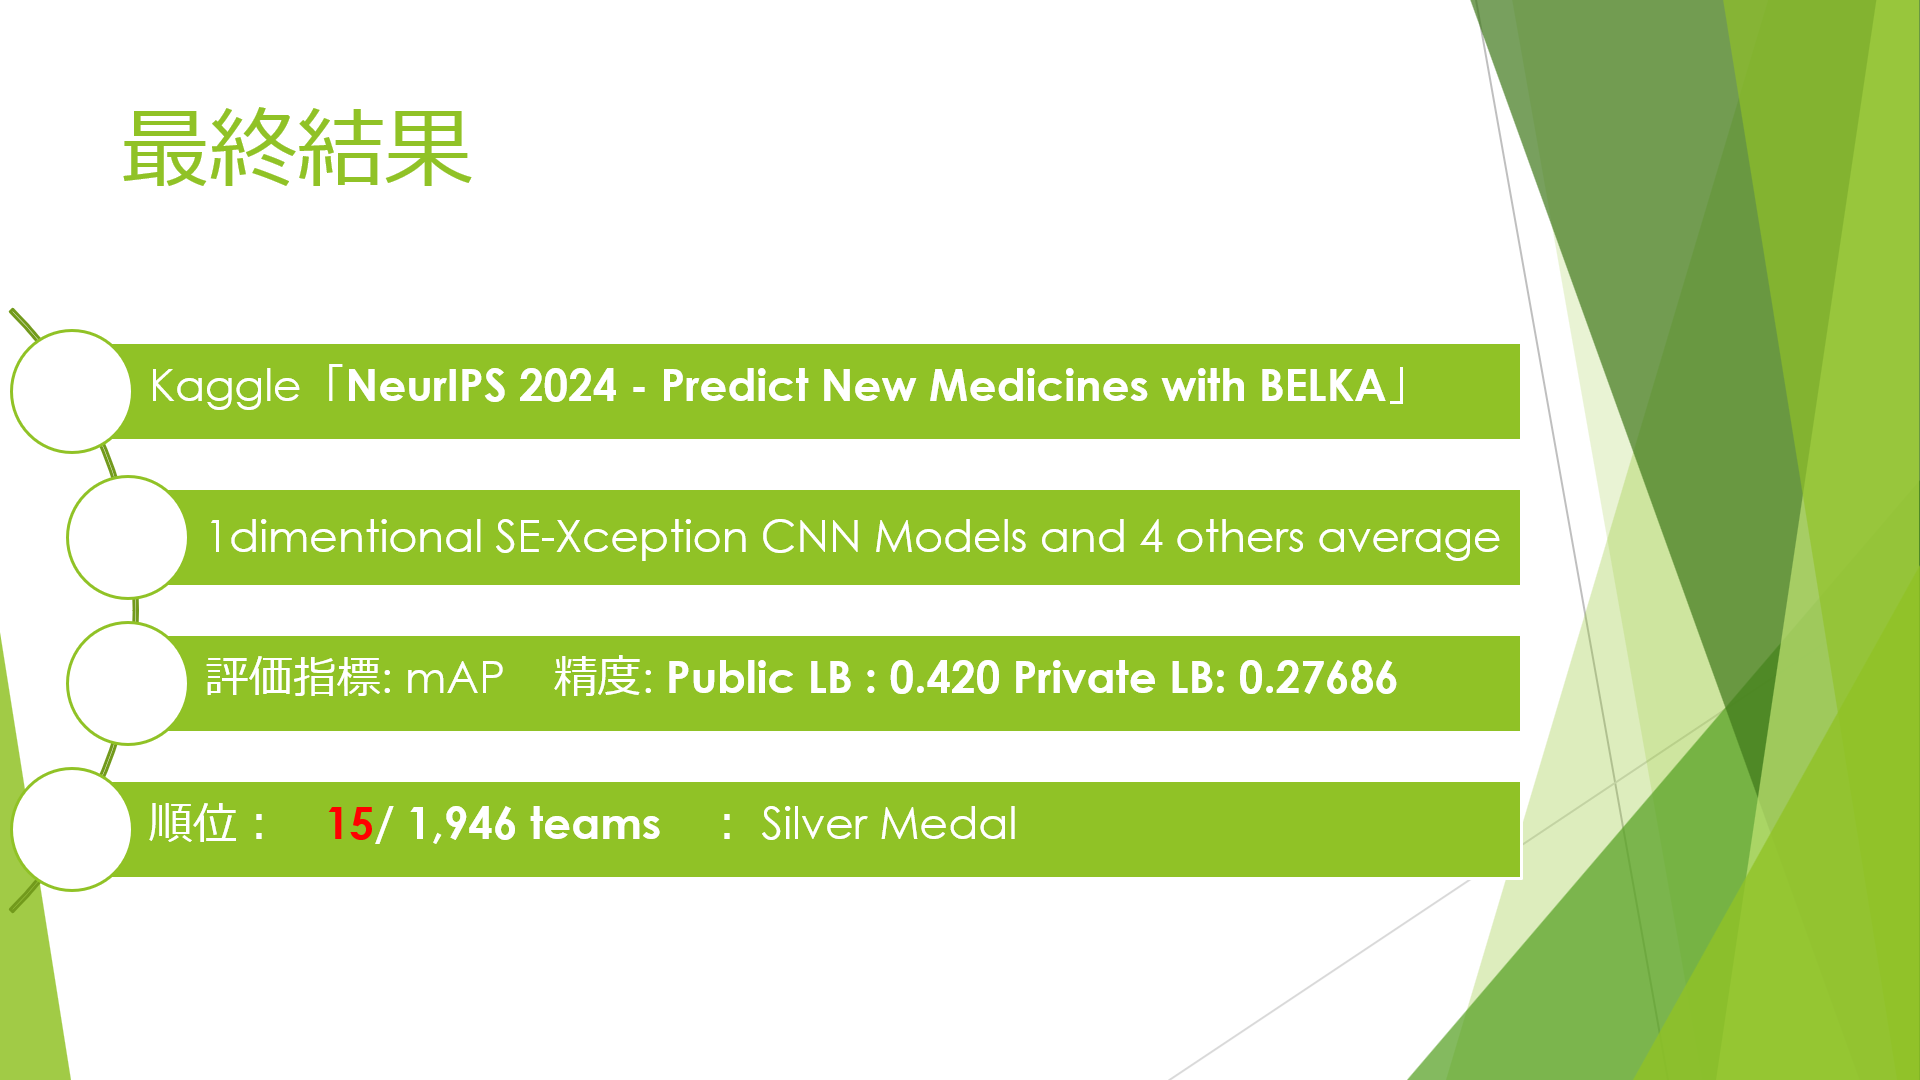 最終結果
Kaggle「NeurIPS 2024 - Predict New Medicines with BELKA」
1dimentional SE-Xception CNN Models and 4 others average
評価指標: mAP　精度: Public LB : 0.420 Private LB: 0.27686
順位：　15/ 1,946 teams　：Silver Medal